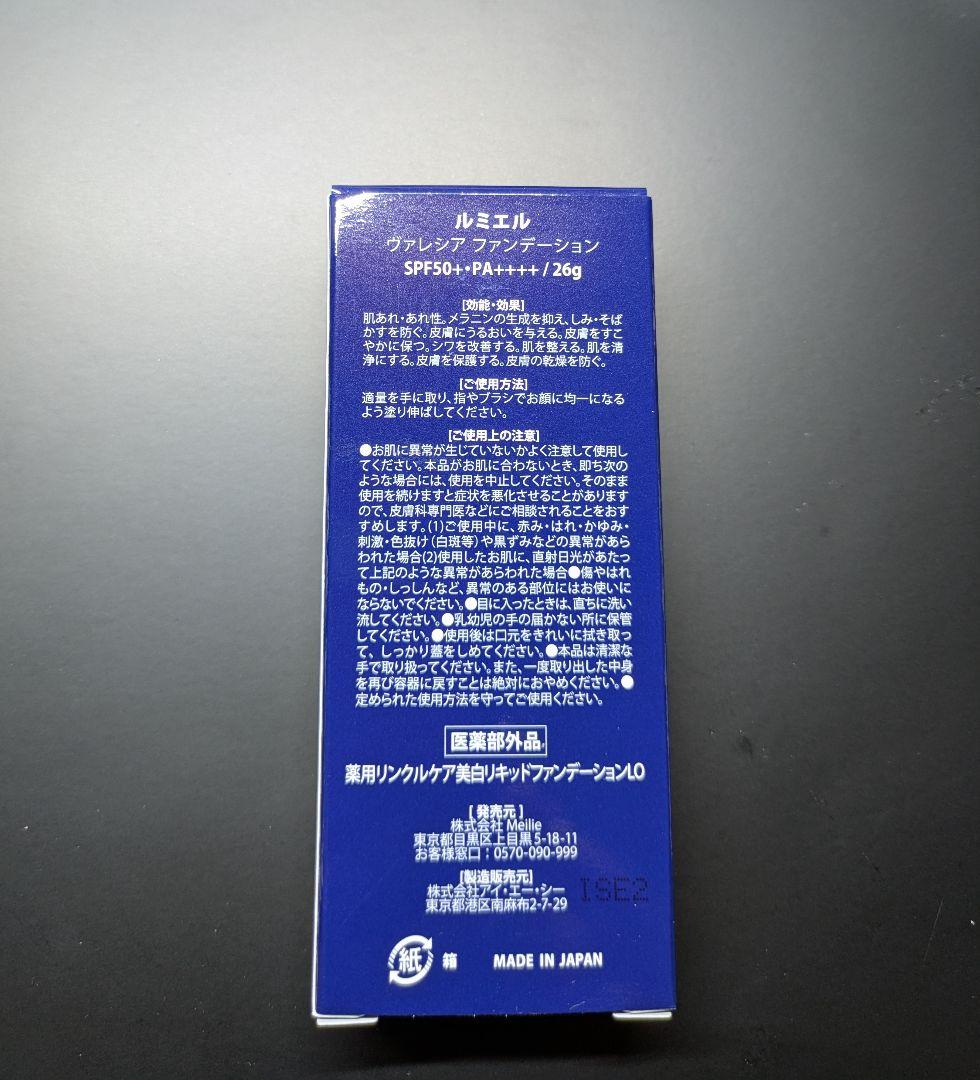 ルミエル
ヴァレシア ファンデーション
SPF50+・PA++++ / 26g
[効能・効果]
肌あれ・あれ性。メラニンの生成を抑え、しみ・そば
かすを防ぐ。皮膚にうるおいを与える。皮膚をすこ
やかに保つ。シワを改善する。肌を整える。肌を清
浄にする。皮膚を保護する。皮膚の乾燥を防ぐ。
[ご使用方法]
適量を手に取り、指やブラシでお顔に均一になる
よう塗り伸ばしてください。
[ご使用上の注意]
●お肌に異常が生じていないかよく注意して使用し
てください。本品がお肌に合わないとき、即ち次の
ような場合には、使用を中止してください。そのまま
使用を続けますと症状を悪化させることがあります
ので、皮膚科専門医などにご相談されることをおす
すめします。(1)ご使用中に、赤み・はれ・かゆみ・
刺激・色抜け(白斑等)や黒ずみなどの異常があら
われた場合(2)使用したお肌に、直射日光があたっ
て上記のような異常があらわれた場合●傷やはれ
もの・しっしんなど、異常のある部位にはお使いに
ならないでください。●目に入ったときは、直ちに洗い
流してください。●乳幼児の手の届かない所に保管
してください。●使用後は口元をきれいに拭き取っ
て、しっかり蓋をしめてください。●本品は清潔な
手で取り扱ってください。また、一度取り出した中身
を再び容器に戻すことは絶対におやめください。●
定められた使用方法を守ってご使用ください。
医薬部外品
薬用リンクルケア美白リキッドファンデーションLO
[ 発売元 ]
株式会社 Meilie
東京都目黒区上目黒5-18-11
お客様窓口：0570-090-999
[製造販売元]
株式会社アイ・エー・シー
東京都港区南麻布2-7-29
ISE2
紙 箱 MADE IN JAPAN